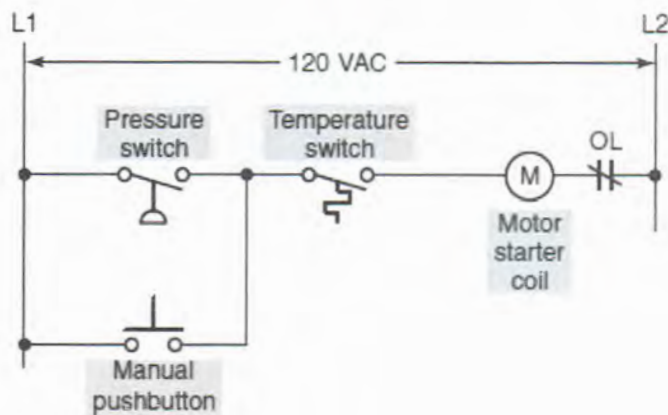 L1
L2
120 VAC
Pressure
switch
Temperature
switch
OL
M
Motor
starter
coil
Manual
pushbutton